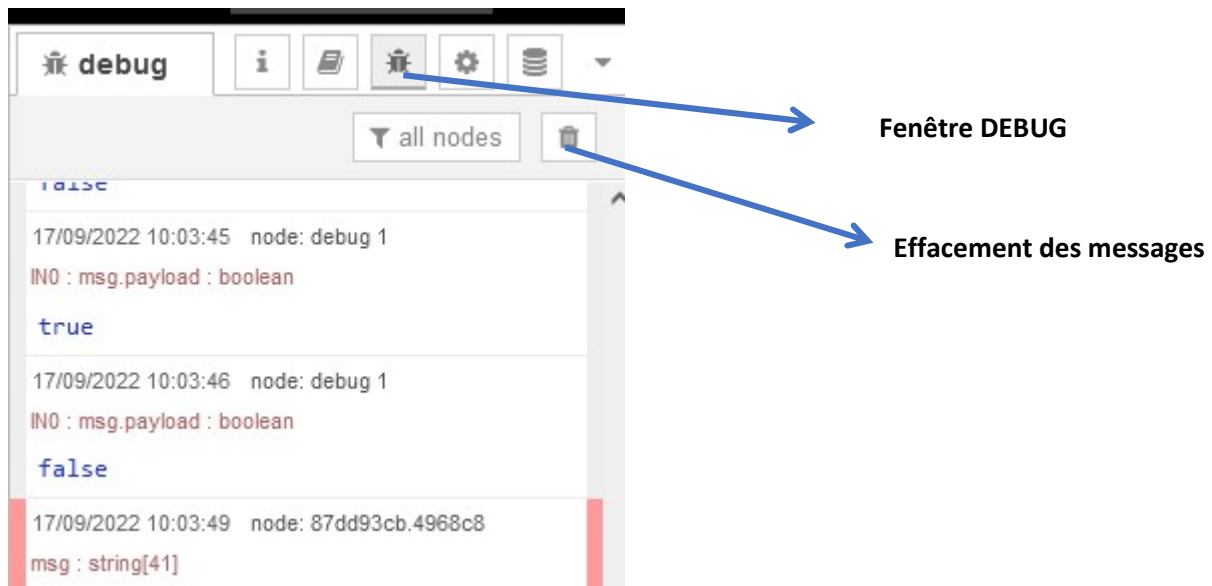 debug
all nodes
Fenêtre DEBUG
false
17/09/2022 10:03:45 node: debug 1
Effacement des messages
IN0 : msg.payload : boolean
true
17/09/2022 10:03:46 node: debug 1
IN0 : msg.payload : boolean
false
17/09/2022 10:03:49 node: 87dd93cb.4968c8
msg : string[41]